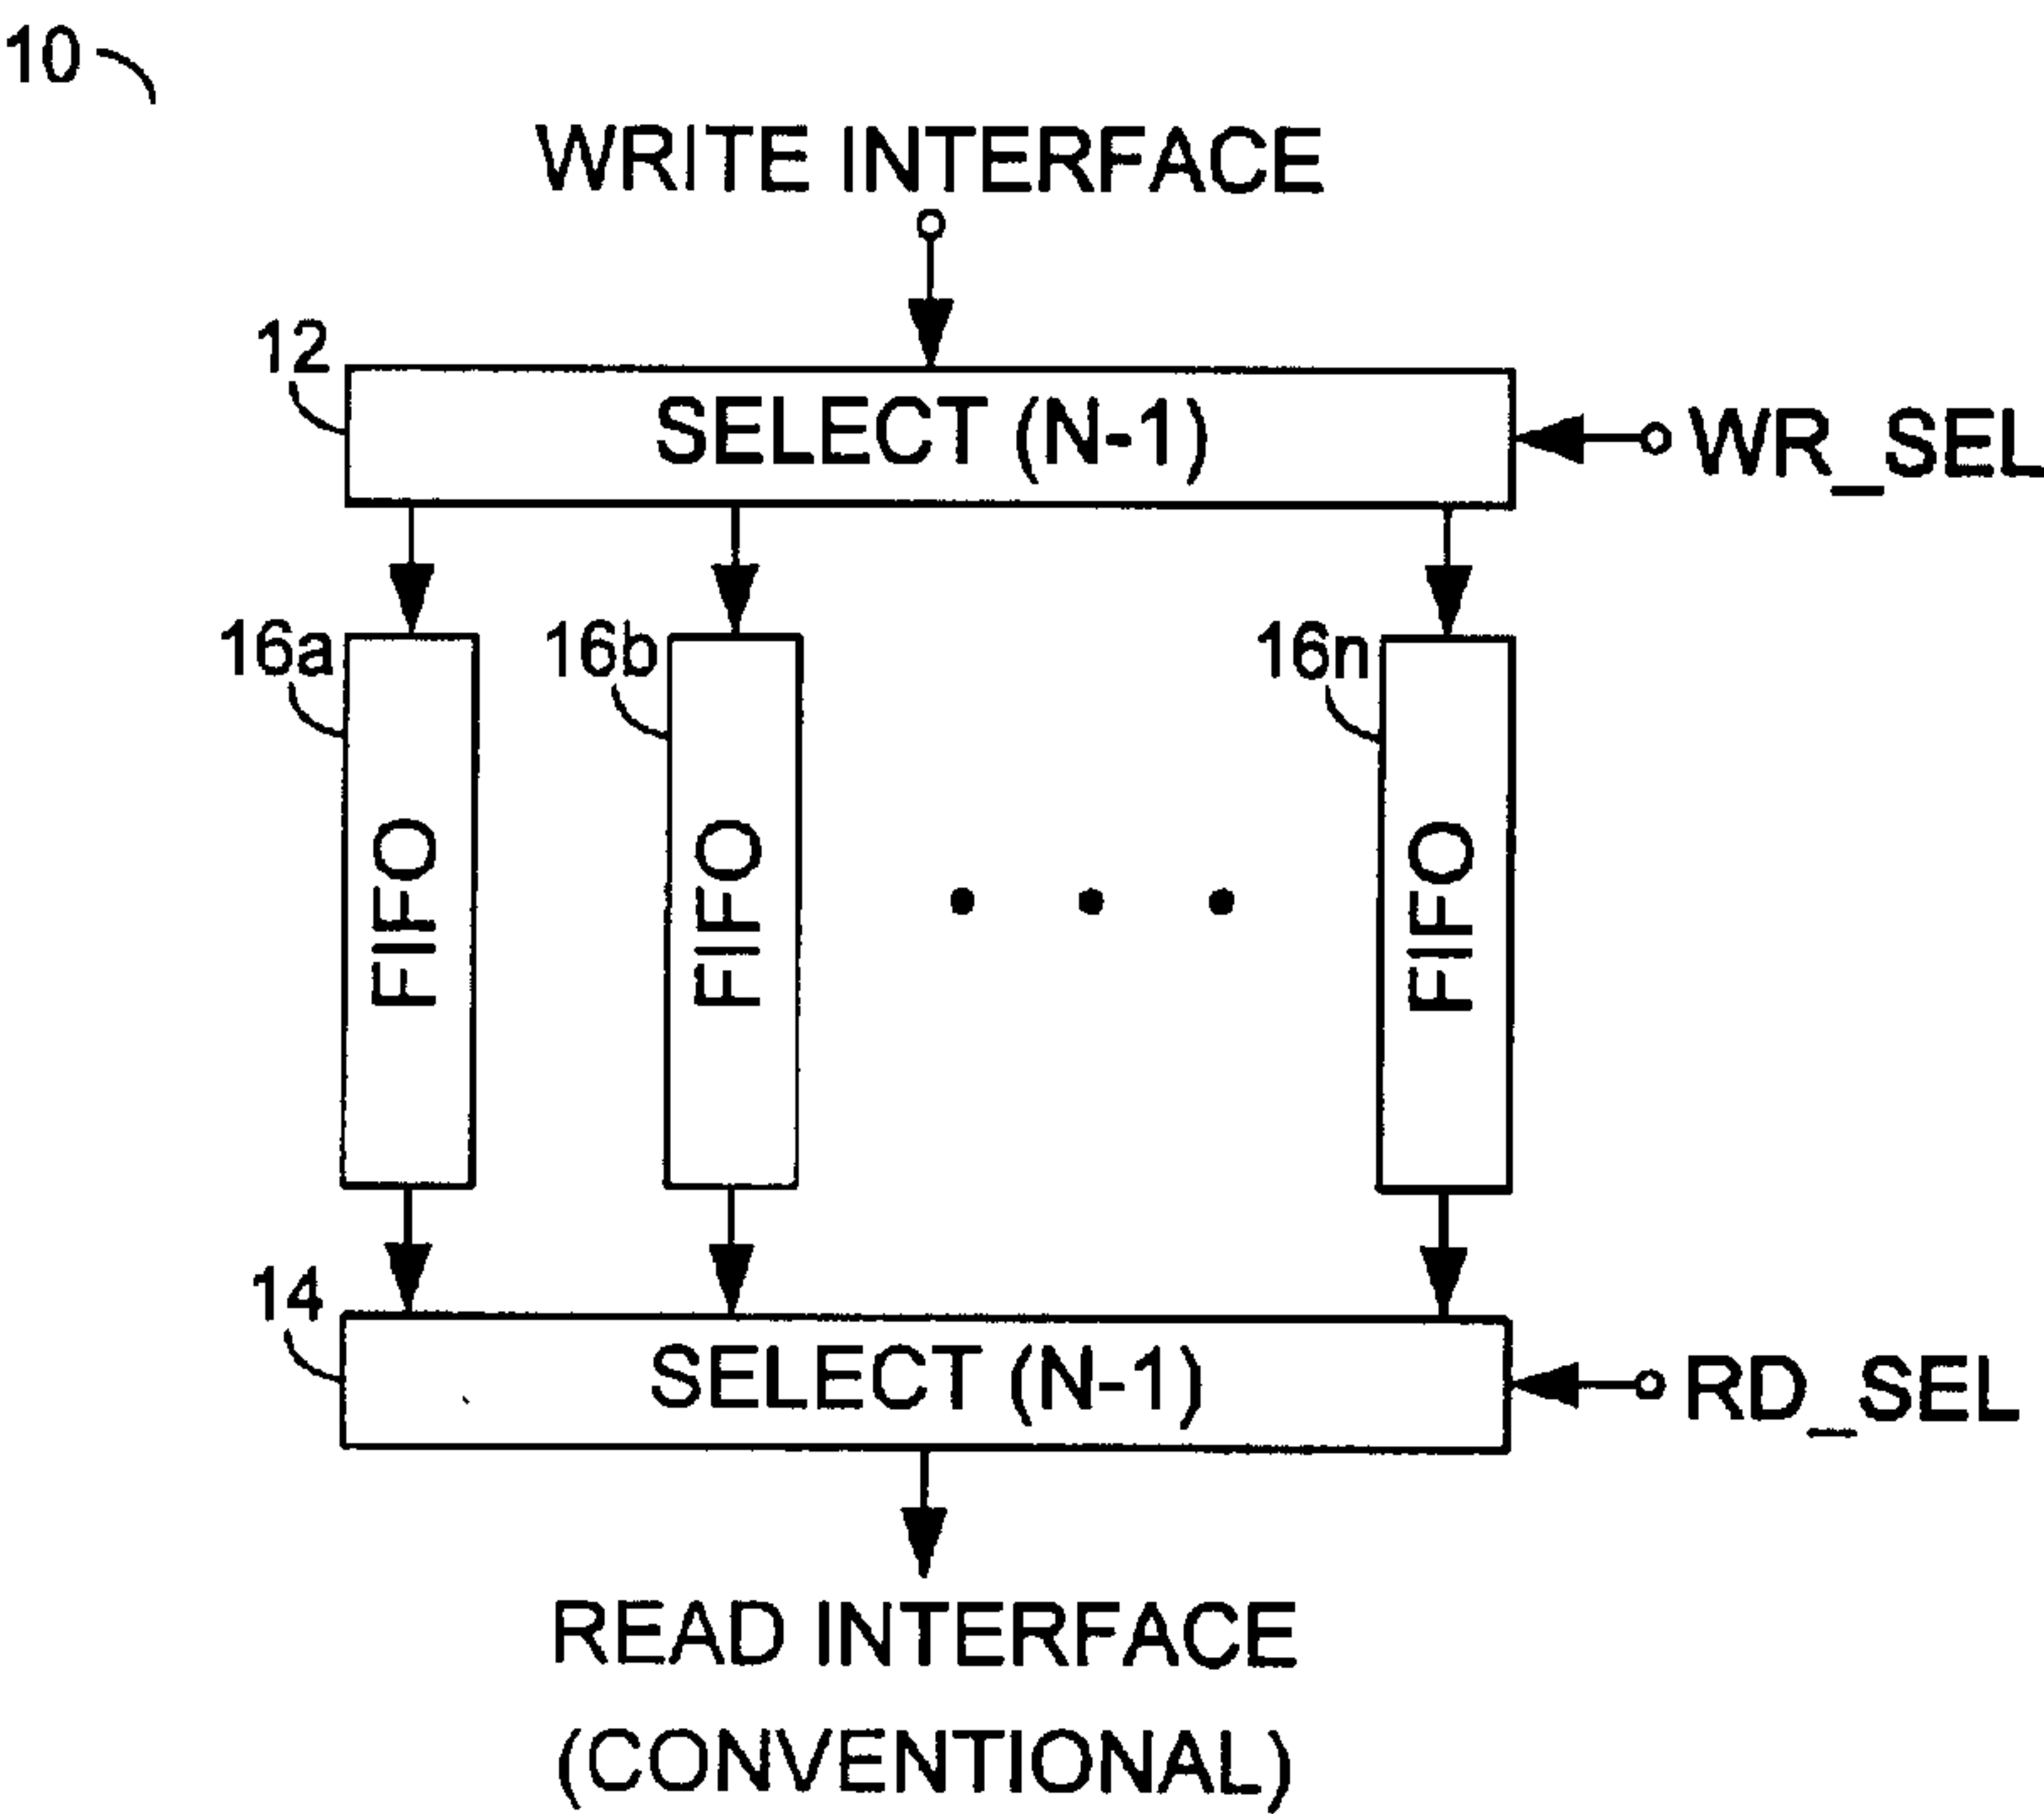 10
WRITE INTERFACE
12
SELECT (N-1)
WR_SEL
16a
16b
16n
FIFO
FIFO
FIFO
14
SELECT (N-1)
RD_SEL
READ INTERFACE
(CONVENTIONAL)